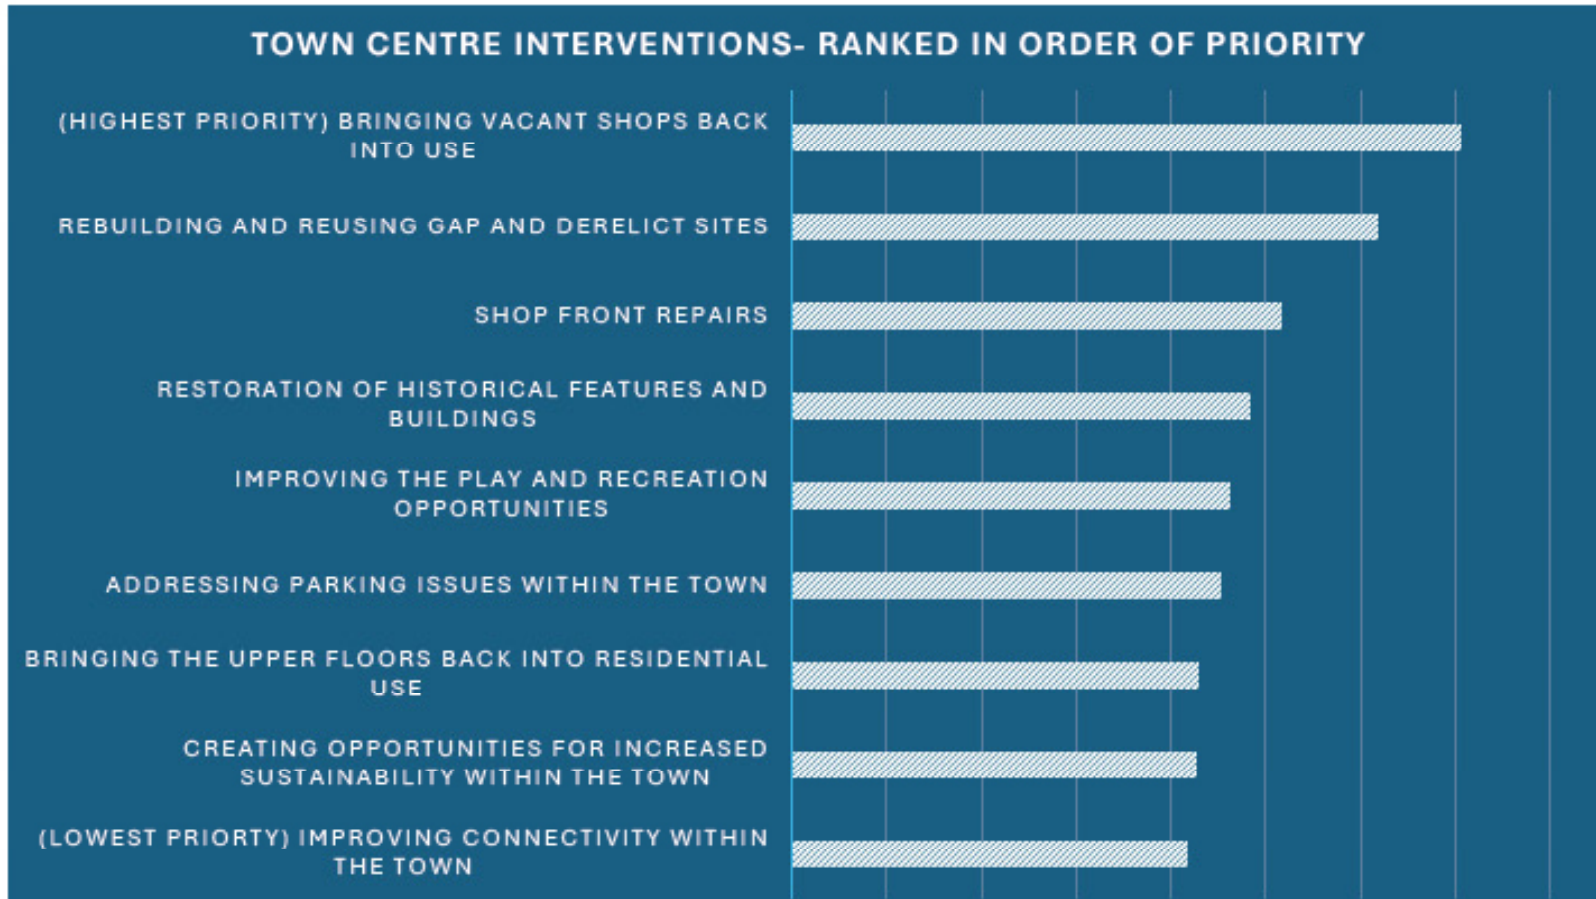 TOWN CENTRE INTERVENTIONS- RANKED IN ORDER OF PRIORITY
(HIGHEST PRIORITY) BRINGING VACANT SHOPS BACK
INTO USE
REBUILDING AND REUSING GAP AND DERELICT SITES
SHOP FRONT REPAIRS
RESTORATION OF HISTORICAL FEATURES AND
BUILDINGS
IMPROVING THE PLAY AND RECREATION
OPPORTUNITIES
ADDRESSING PARKING ISSUES WITHIN THE TOWN
BRINGING THE UPPER FLOORS BACK INTO RESIDENTIAL
USE
CREATING OPPORTUNITIES FOR INCREASED
SUSTAINABILITY WITHIN THE TOWN
(LOWEST PRIORTY) IMPROVING CONNECTIVITY WITHIN
THE TOWN